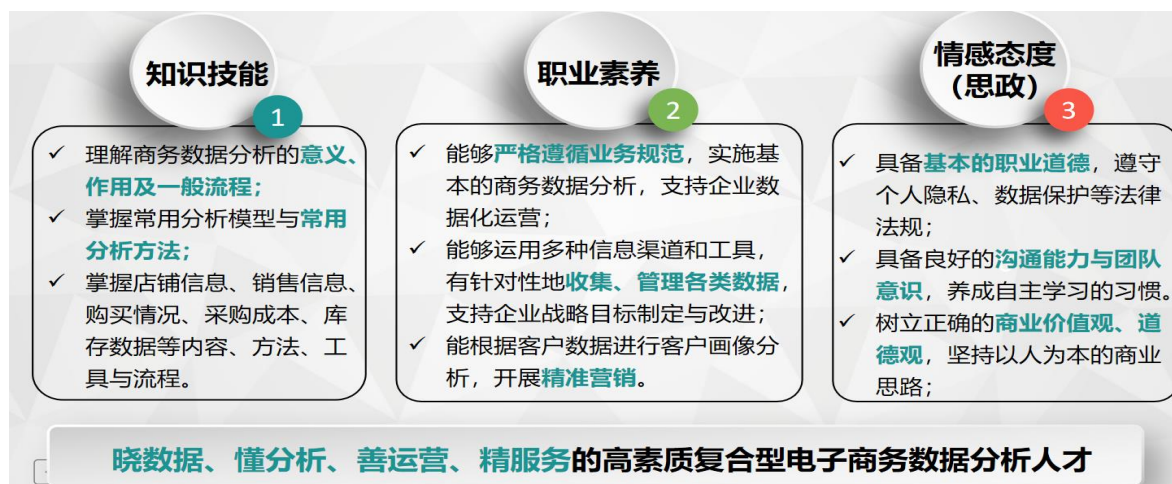 知识技能
1
✓ 理解商务数据分析的意义、
作用及一般流程；
✓ 掌握常用分析模型与常用
分析方法；
✓ 掌握店铺信息、销售信息、
购买情况、采购成本、库
存数据等内容、方法、工
具与流程。
职业素养
2
✓ 能够严格遵循业务规范，实施基
本的商务数据分析，支持企业数
据化运营；
✓ 能够运用多种信息渠道和工具，
有针对性地收集、管理各类数据，
支持企业战略目标制定与改进；
✓ 能根据客户数据进行客户画像分
析，开展精准营销。
情感态度
（思政）
3
✓ 具备基本的职业道德，遵守
个人隐私、数据保护等法律
法规；
✓ 具备良好的沟通能力与团队
意识，养成自主学习的习惯。
✓ 树立正确的商业价值观、道
德观，坚持以人为本的商业
思路；
晓数据、懂分析、善运营、精服务的高素质复合型电子商务数据分析人才